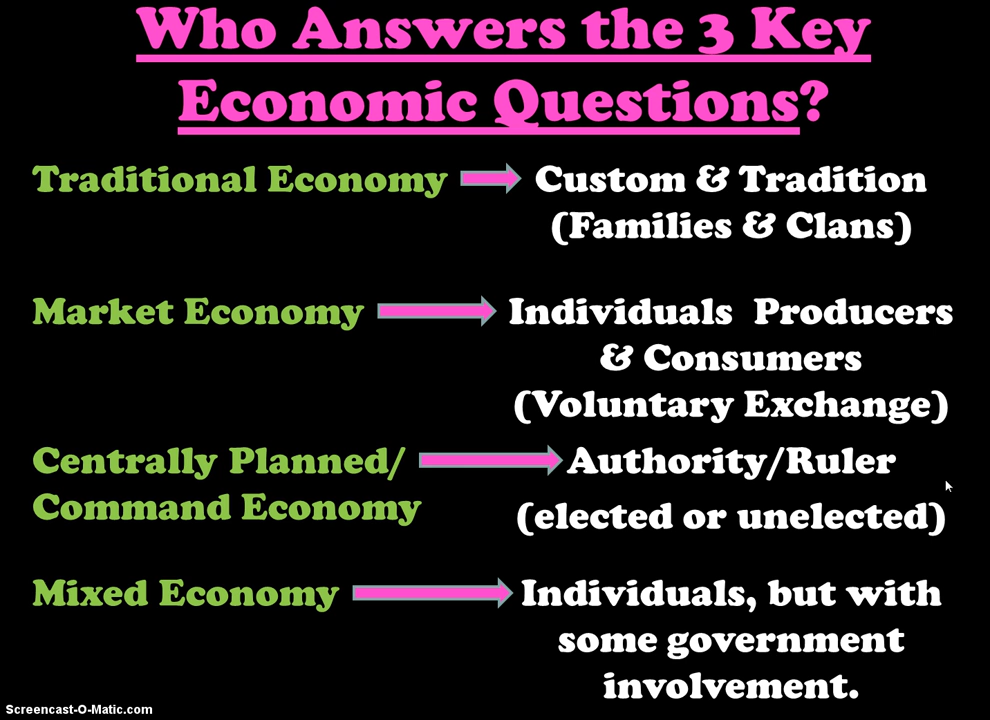 Who Answers the 3 Key
Economic Questions?
Traditional Economy
Custom & Tradition
(Families & Clans)
Market Economy
Individuals  Producers
& Consumers
(Voluntary Exchange)
Centrally Planned/
Command Economy
Authority/Ruler
(elected or unelected)
Mixed Economy
Individuals, but with
some government
involvement.
Screencast-O-Matic.com